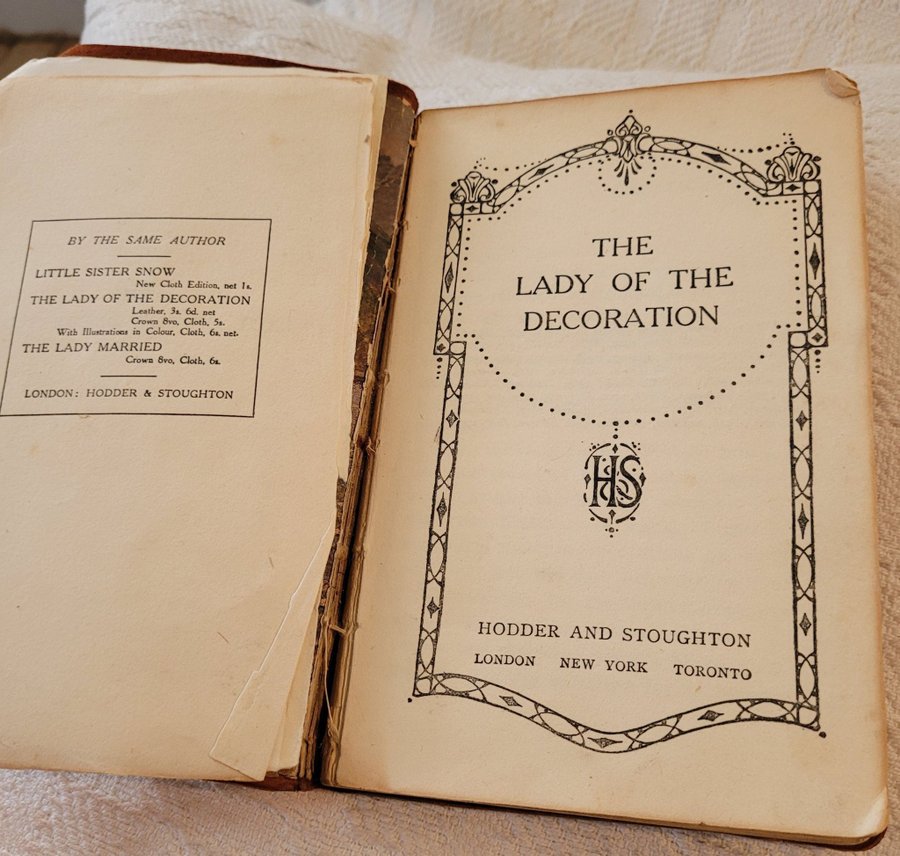 BY THE SAME AUTHOR
LITTLE SISTER SNOW
New Cloth Edition, net 1s.
THE LADY OF THE DECORATION
Leather, 3s. 6d. net
Crown 8vo, Cloth, 5s.
With Illustrations in Colour, Cloth, 6s. net.
THE LADY MARRIED
Crown 8vo, Cloth, 6s.
LONDON: HODDER & STOUGHTON
THE
LADY OF THE
DECORATION
HS
HODDER AND STOUGHTON
LONDON NEW YORK TORONTO